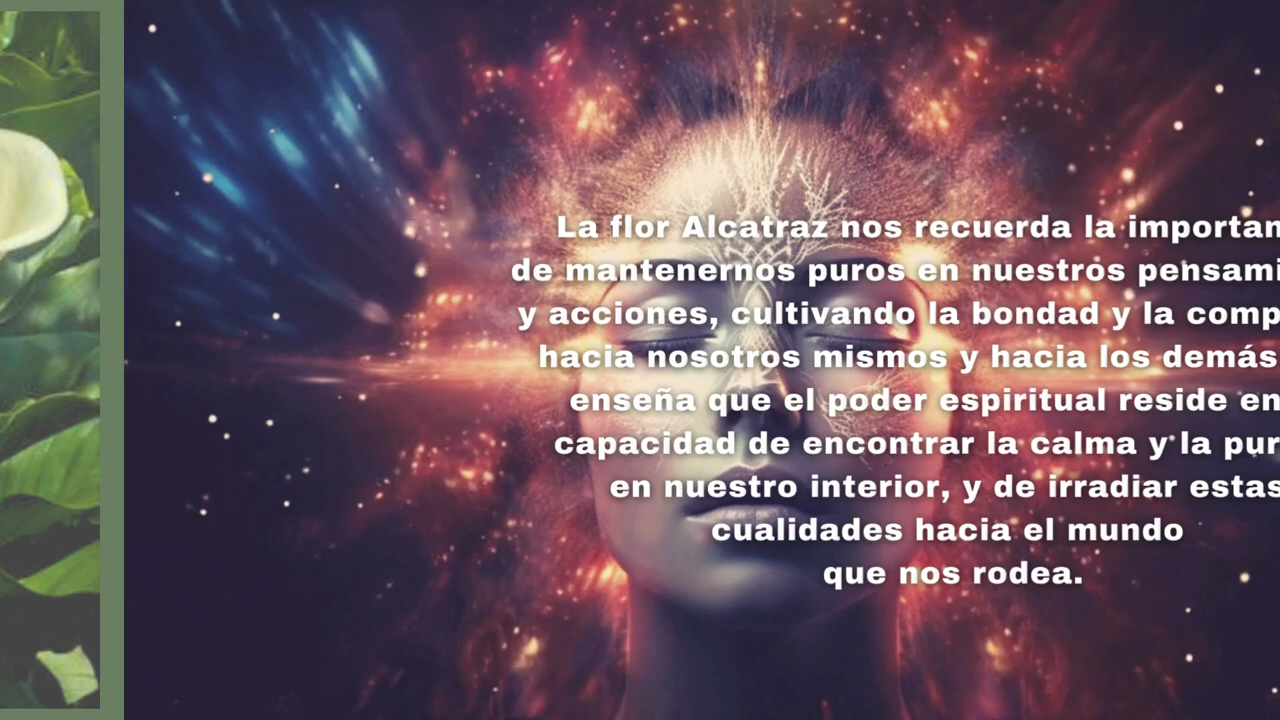 La flor Alcatraz nos recuerda la importan
de mantenernos puros en nuestros pensami
y acciones, cultivando la bondad y la comp
hacia nosotros mismos y hacia los demás
enseña que el poder espiritual reside en
capacidad de encontrar la calma y la pur
en nuestro interior, y de irradiar estas
cualidades hacia el mundo
que nos rodea.